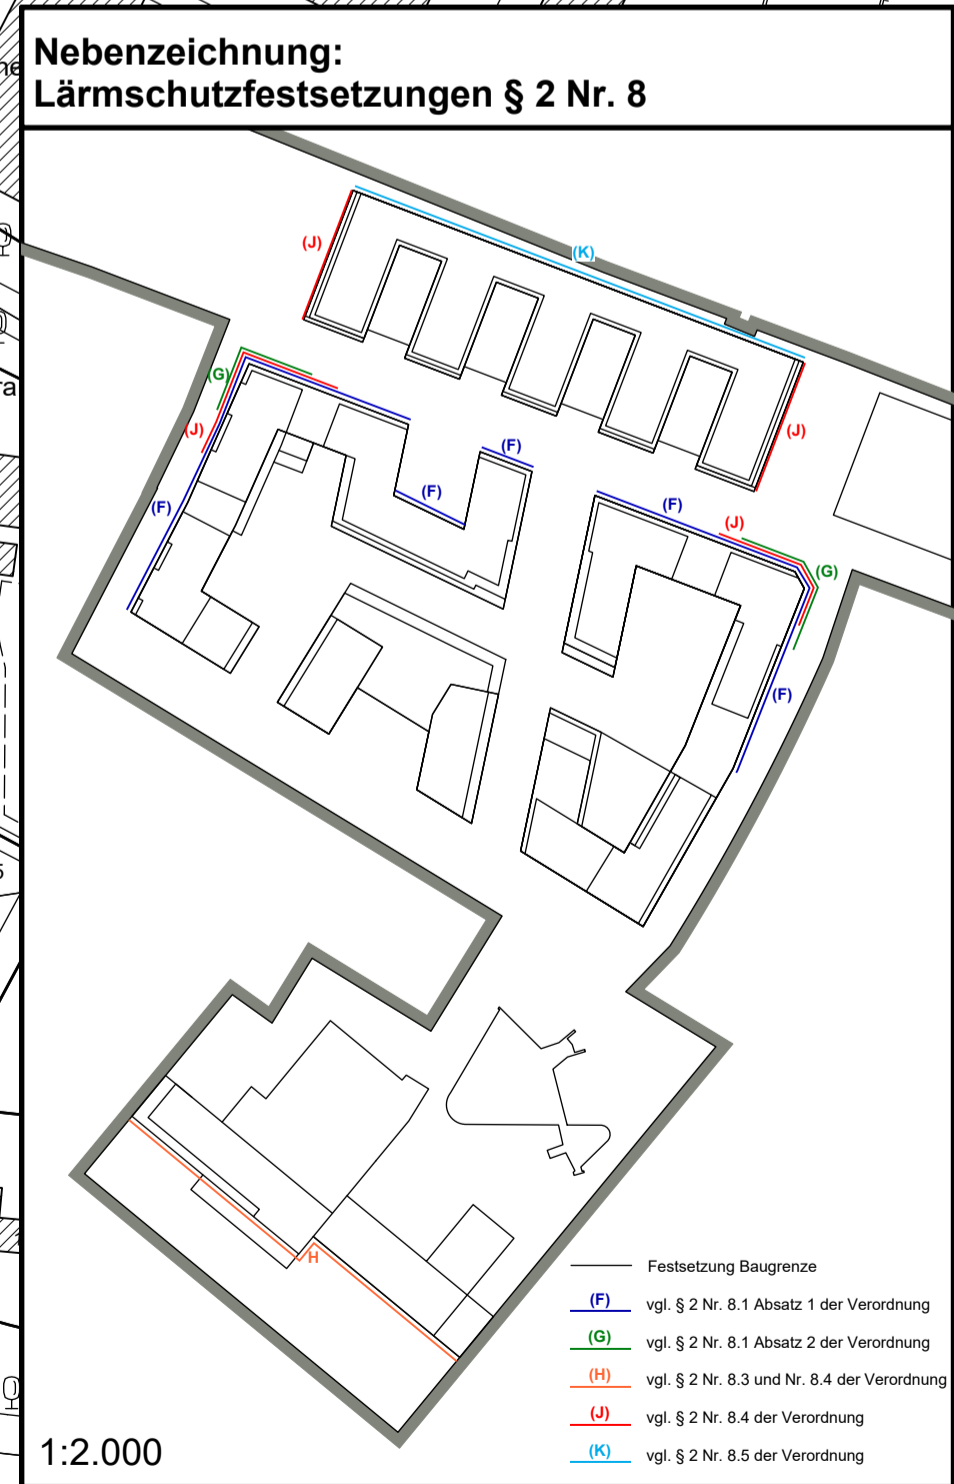 Nebenzeichnung:
Lärmschutzfestsetzungen § 2 Nr. 8
(K)
(J)
(G)
(J)
(J)
(F)
(F)
(F)
(F)
(J)
(G)
(F)
H
Festsetzung Baugrenze
(F) vgl. § 2 Nr. 8.1 Absatz 1 der Verordnung
(G) vgl. § 2 Nr. 8.1 Absatz 2 der Verordnung
(H) vgl. § 2 Nr. 8.3 und Nr. 8.4 der Verordnung
(J) vgl. § 2 Nr. 8.4 der Verordnung
(K) vgl. § 2 Nr. 8.5 der Verordnung
1:2.000